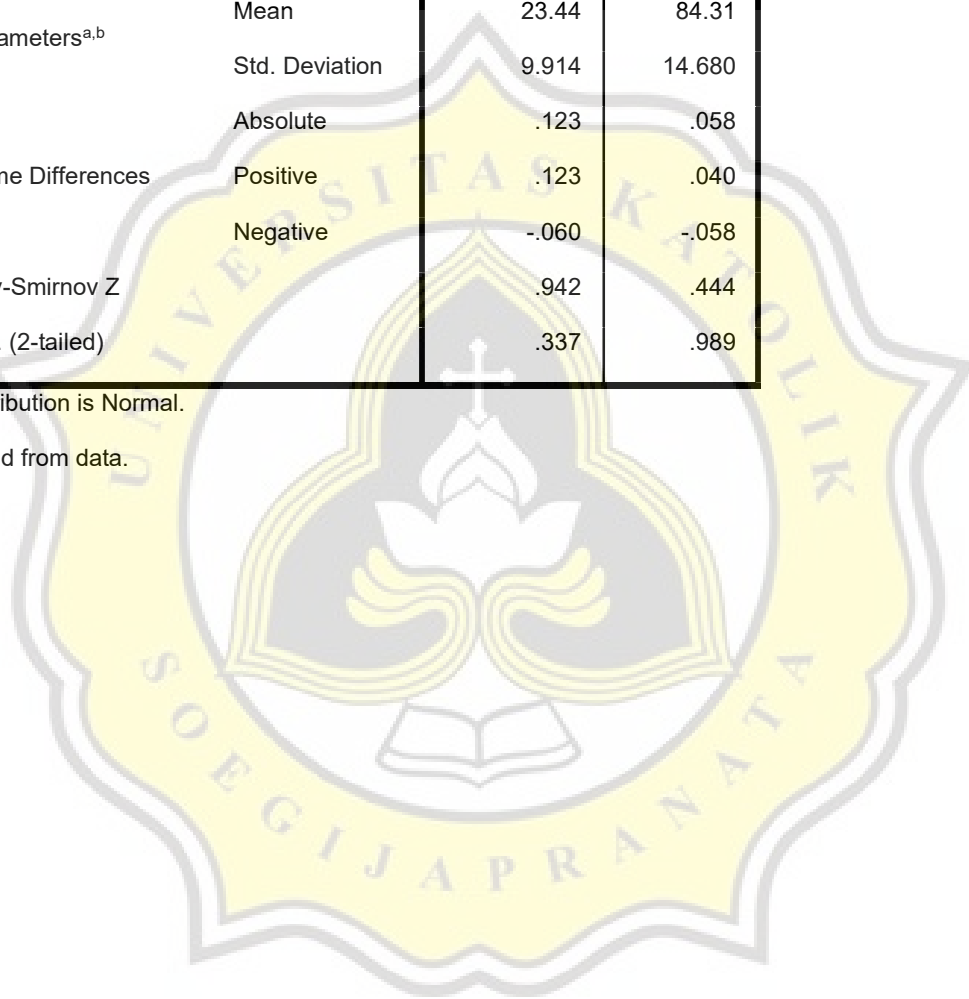 Mean 23.44 84.31
ameters a,b
Std. Deviation 9.914 14.680
Absolute .123 .058
me Differences Positive .123 .040
Negative -.060 -.058
-Smirnov Z .942 .444
(2-tailed) .337 .989
ibution is Normal.
d from data.
UNIVERSITAS KATOLIK
SOEGIJAPRANATA